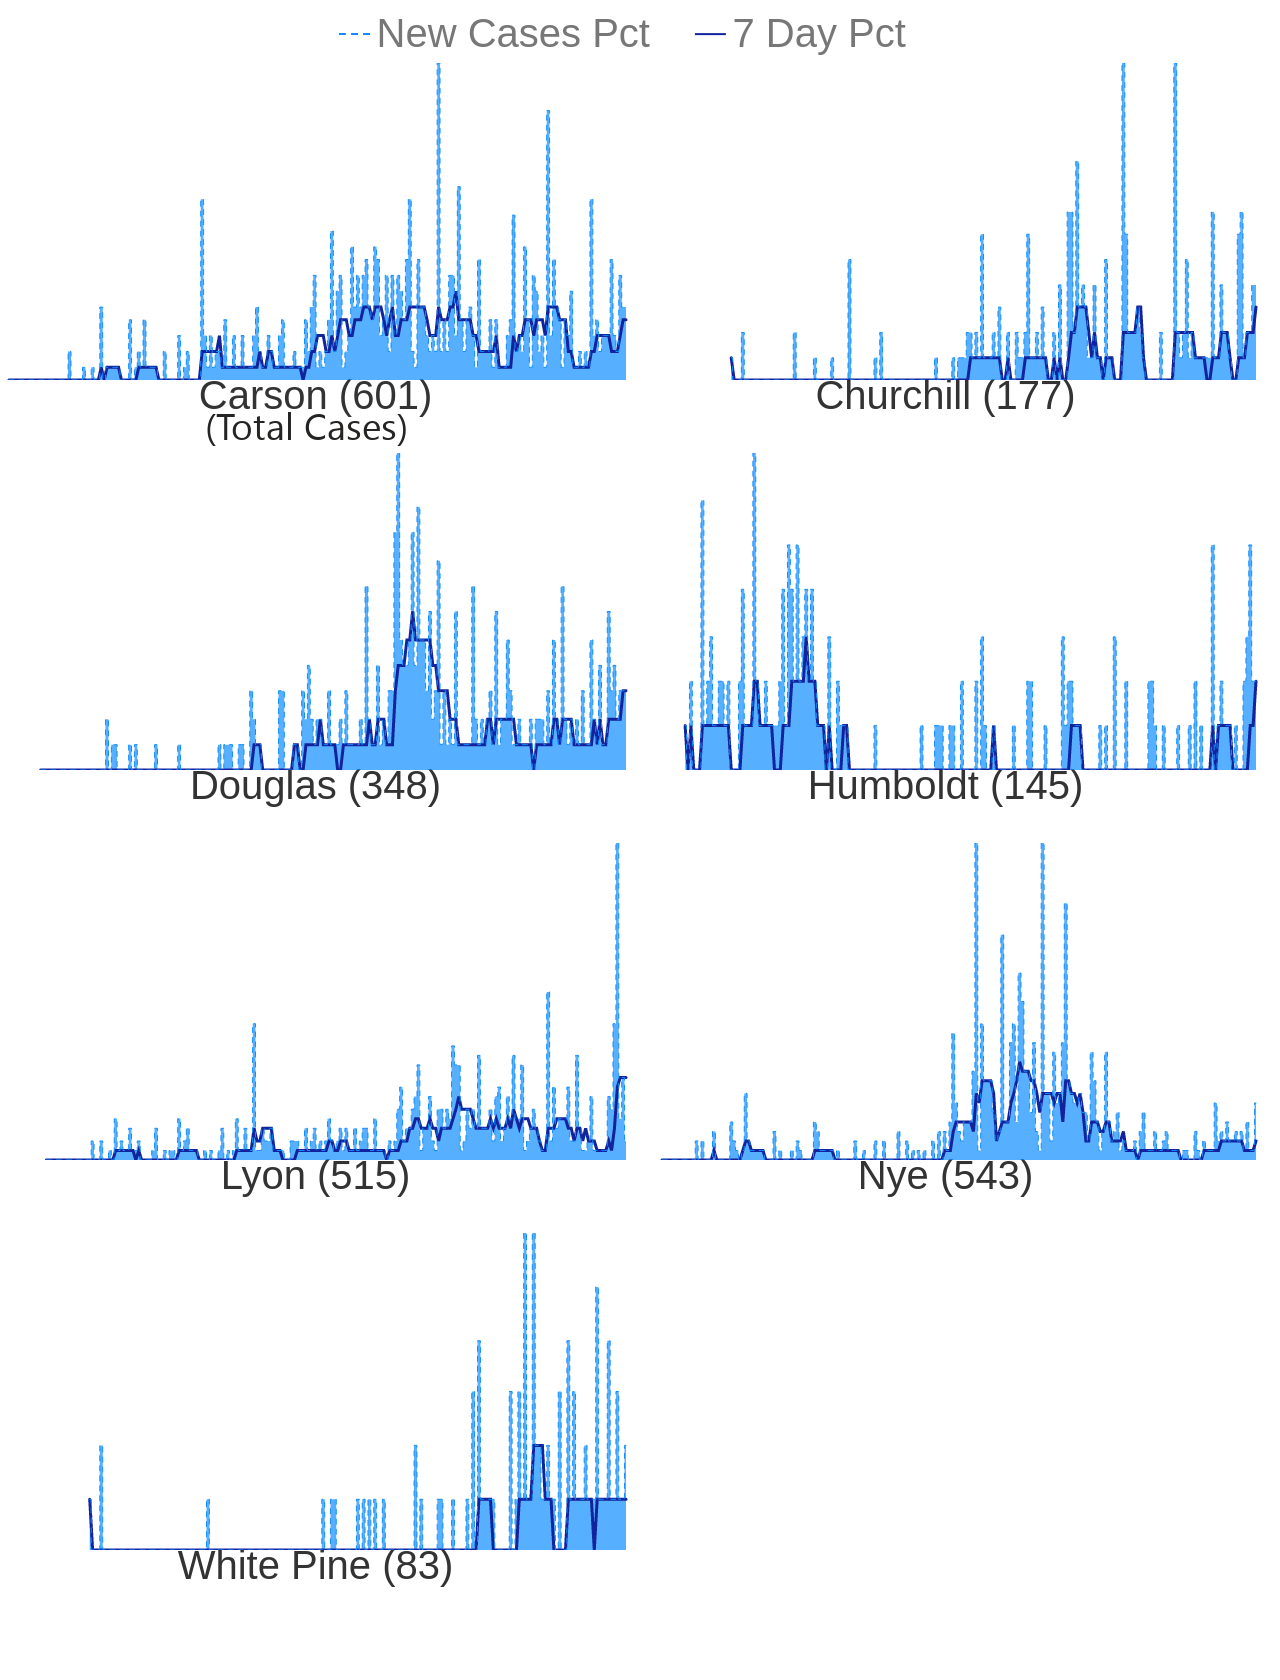 New Cases Pct 7 Day Pct
Carson (601)
(Total Cases)
Churchill (177)
Douglas (348)
Humboldt (145)
Lyon (515)
Nye (543)
White Pine (83)